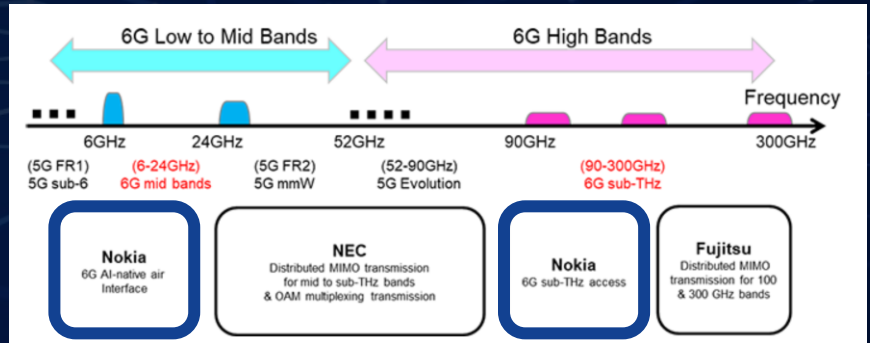 6G Low to Mid Bands
6G High Bands
Frequency
6GHz
24GHz
52GHz
90GHz
300GHz
(5G FR1)
5G sub-6
(6-24GHz)
6G mid bands
(5G FR2)
5G mmW
(52-90GHz)
5G Evolution
(90-300GHz)
6G sub-THz
Nokia
6G AI-native air
Interface
NEC
Distributed MIMO transmission
for mid to sub-THz bands
& OAM multiplexing transmission
Nokia
6G sub-THz access
Fujitsu
Distributed MIMO
transmission for 100
& 300 GHz bands